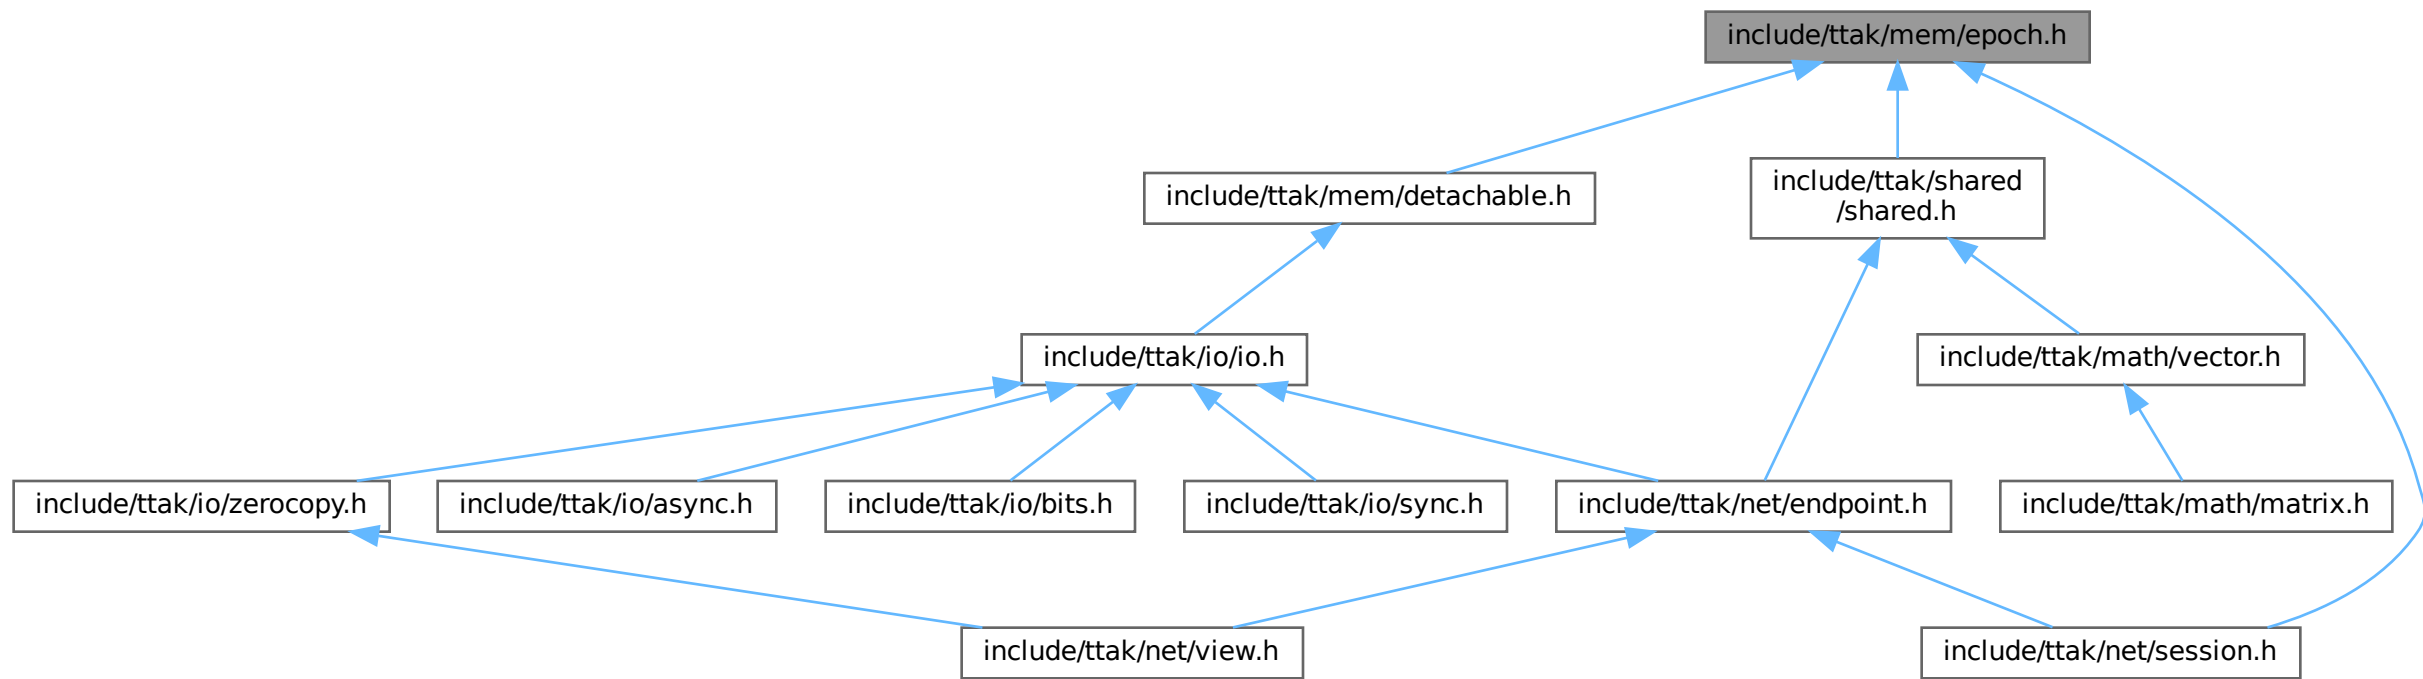 include/ttak/mem/epoch.h
include/ttak/mem/detachable.h
include/ttak/shared
/shared.h
include/ttak/io/io.h
include/ttak/math/vector.h
include/ttak/io/zerocopy.h
include/ttak/io/async.h
include/ttak/io/bits.h
include/ttak/io/sync.h
include/ttak/net/endpoint.h
include/ttak/math/matrix.h
include/ttak/net/view.h
include/ttak/net/session.h